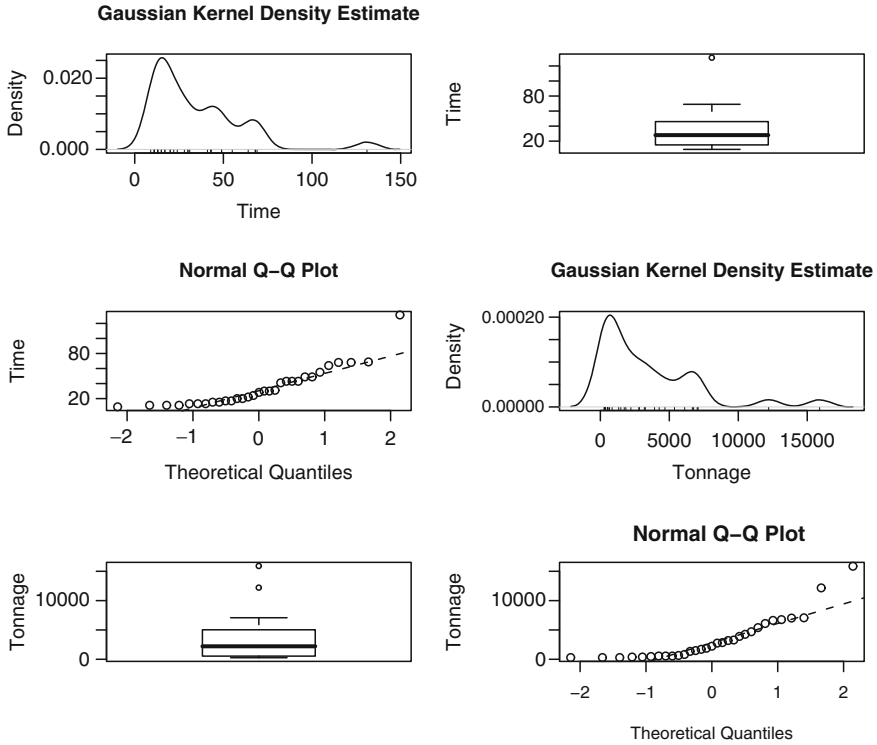 Gaussian Kernel Density Estimate
Density
0.020
0.000
0 50 100 150
Time
Time
80
20
Normal Q–Q Plot
Time
80
20
−2 −1 0 1 2
Theoretical Quantiles
Gaussian Kernel Density Estimate
Density
0.00020
0.00000
0 5000 10000 15000
Tonnage
Tonnage
10000
0
Normal Q–Q Plot
Tonnage
10000
0
−2 −1 0 1 2
Theoretical Quantiles